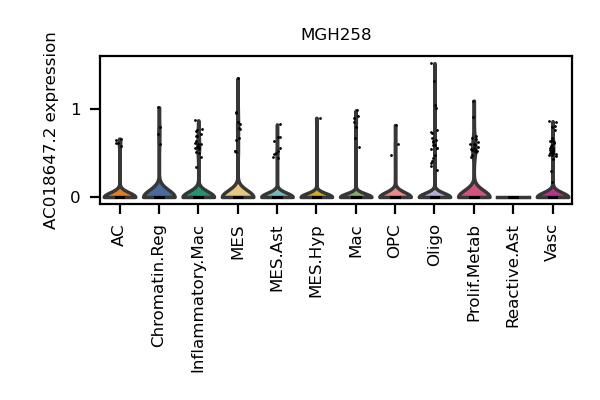 MGH258
AC018647.2 expression
1
0
AC
Chromatin.Reg
Inflammatory.Mac
MES
MES.Ast
MES.Hyp
Mac
OPC
Oligo
Prolif.Metab
Reactive.Ast
Vasc